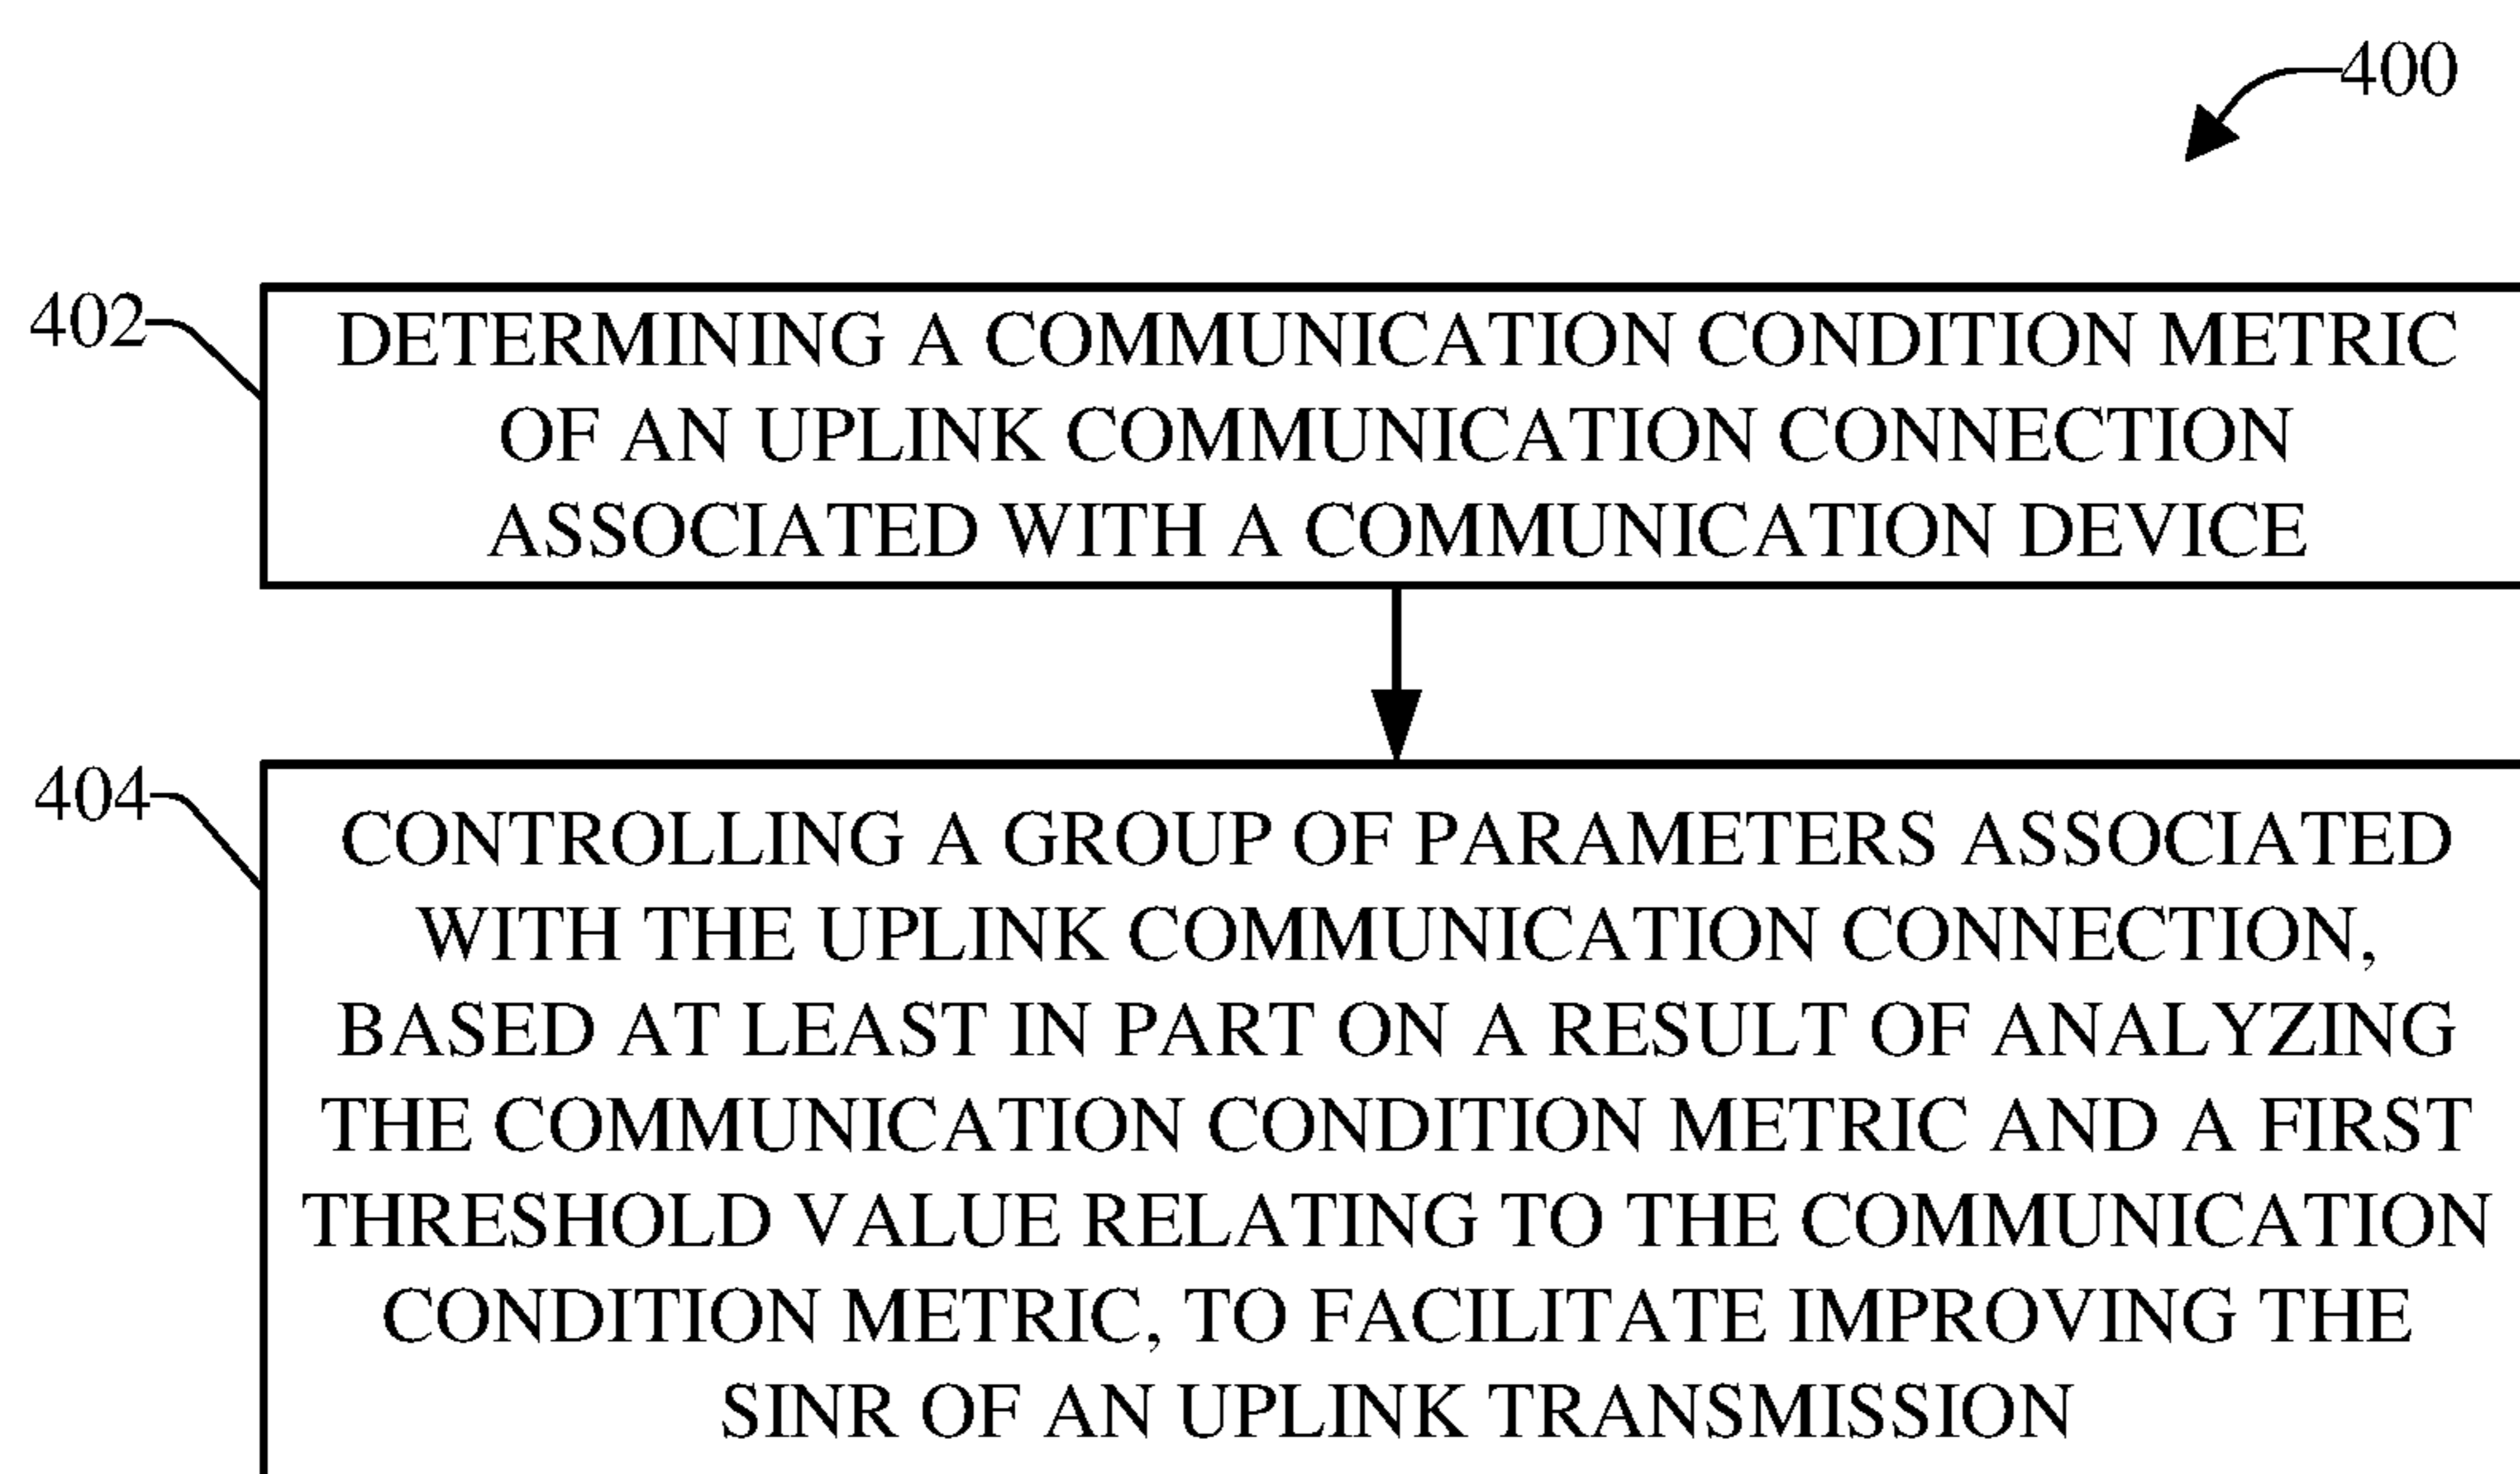 400
402
DETERMINING A COMMUNICATION CONDITION METRIC
OF AN UPLINK COMMUNICATION CONNECTION
ASSOCIATED WITH A COMMUNICATION DEVICE
404
CONTROLLING A GROUP OF PARAMETERS ASSOCIATED
WITH THE UPLINK COMMUNICATION CONNECTION,
BASED AT LEAST IN PART ON A RESULT OF ANALYZING
THE COMMUNICATION CONDITION METRIC AND A FIRST
THRESHOLD VALUE RELATING TO THE COMMUNICATION
CONDITION METRIC, TO FACILITATE IMPROVING THE
SINR OF AN UPLINK TRANSMISSION